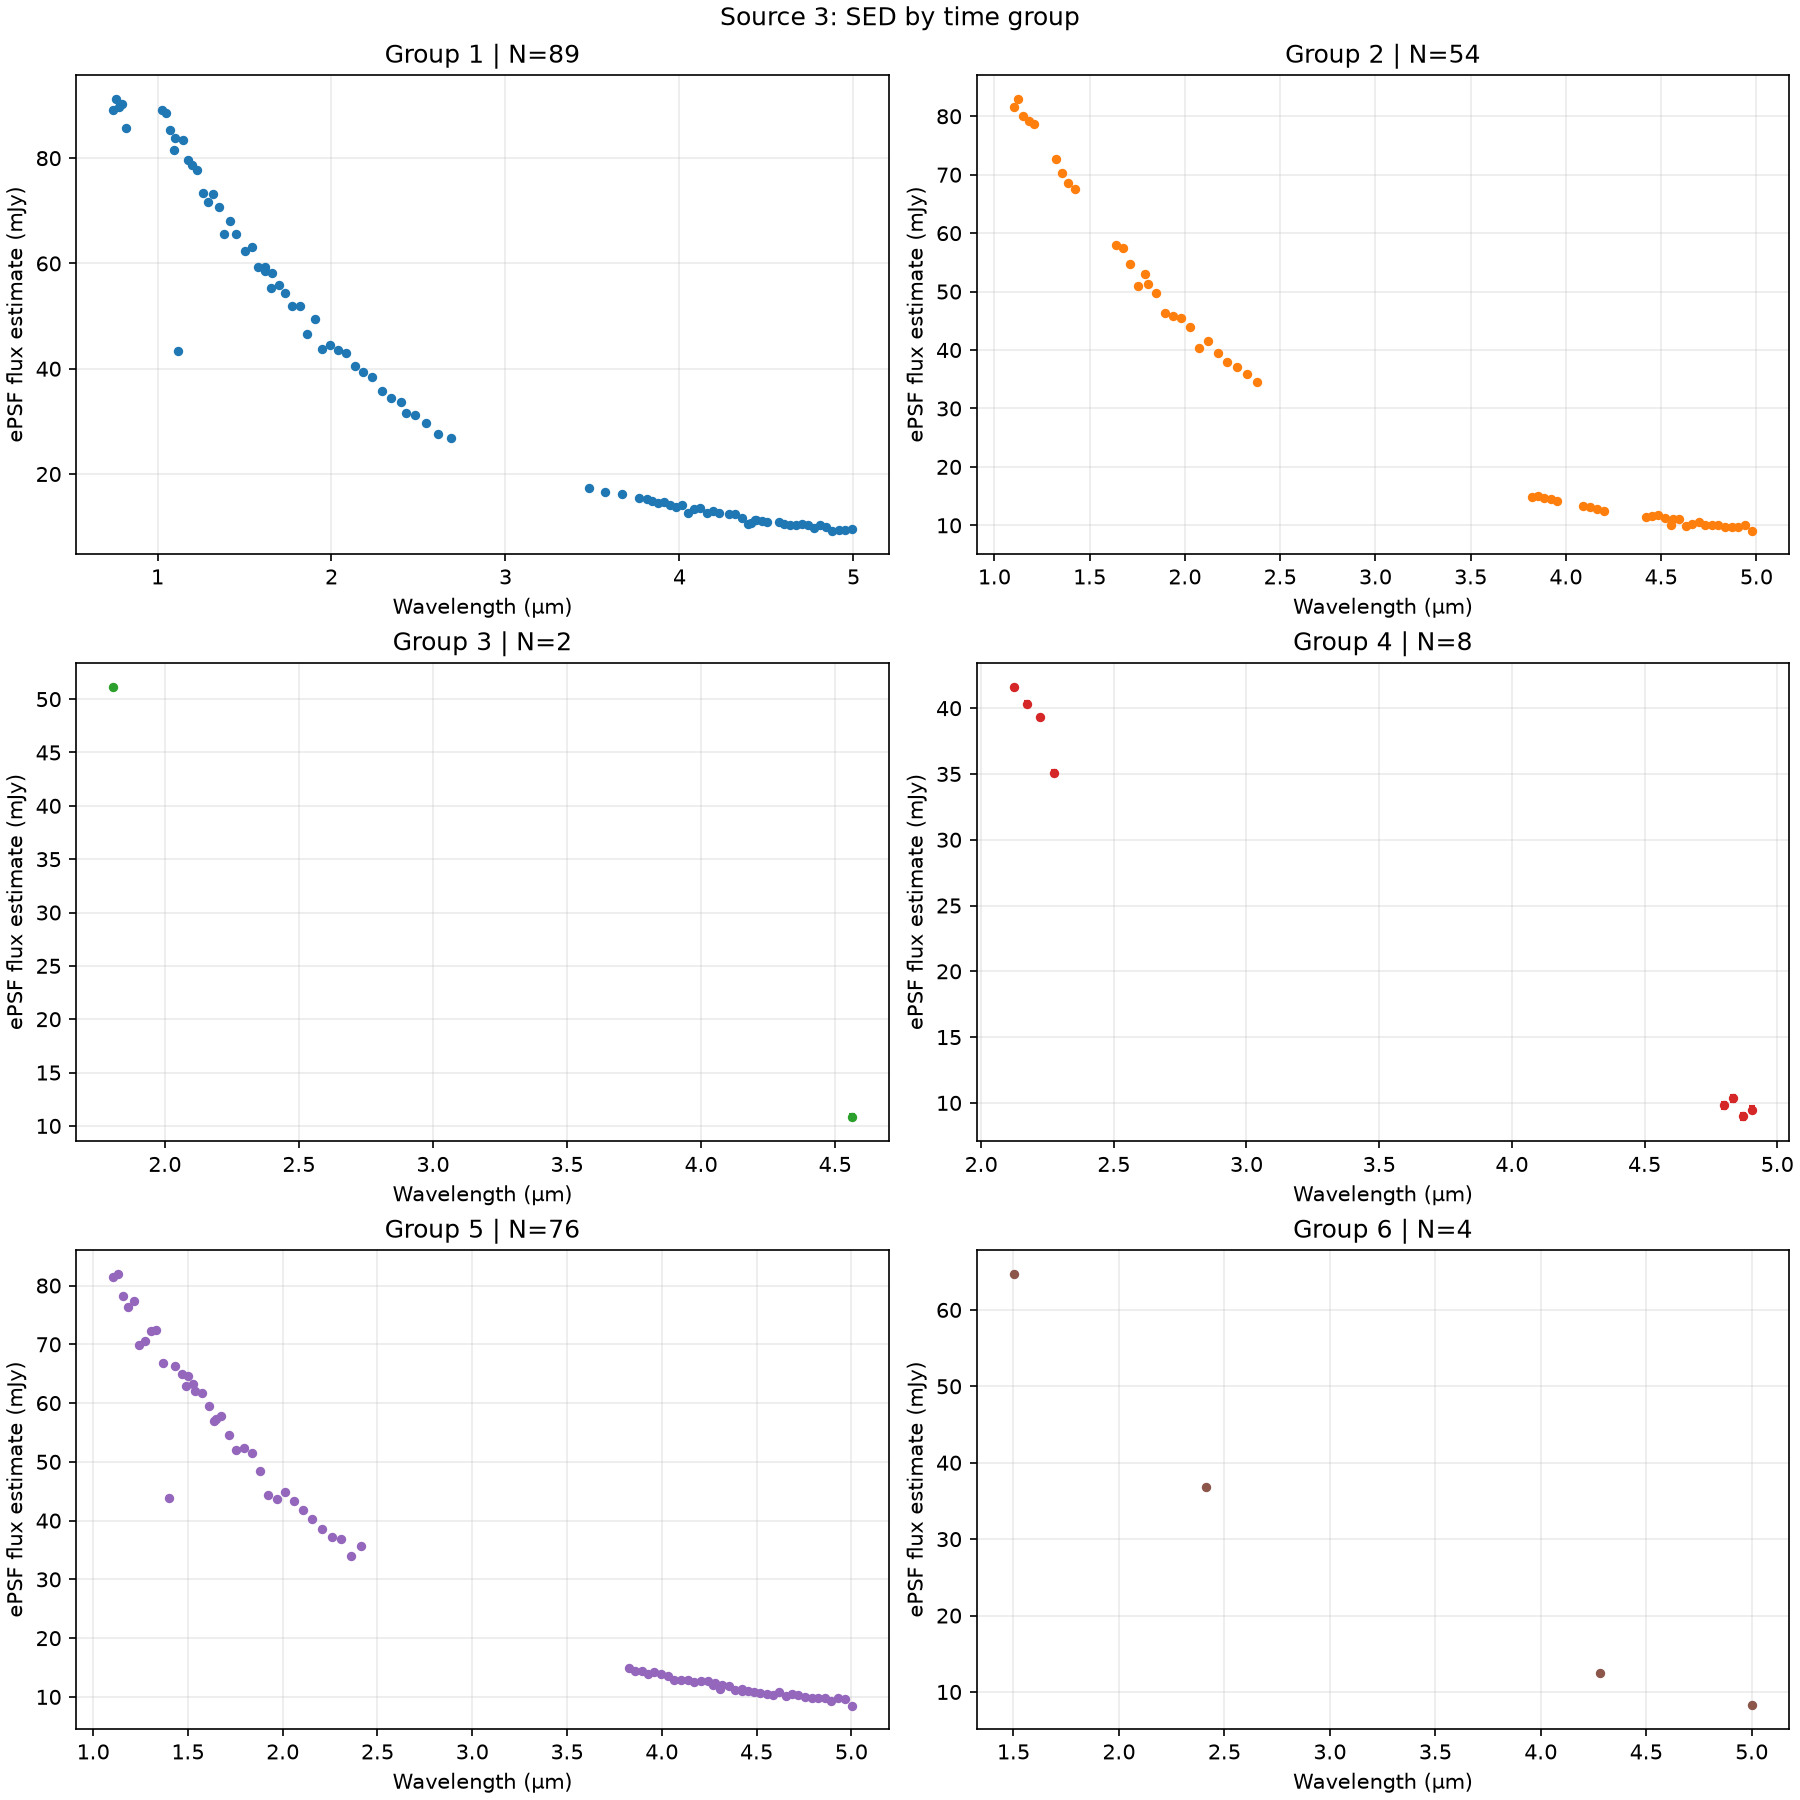 Source 3: SED by time group
Group 1 | N=89
ePSF flux estimate (mJy)
80
60
40
20
1 2 3 4 5
Wavelength (µm)
Group 2 | N=54
ePSF flux estimate (mJy)
80
70
60
50
40
30
20
10
1.0 1.5 2.0 2.5 3.0 3.5 4.0 4.5 5.0
Wavelength (µm)
Group 3 | N=2
ePSF flux estimate (mJy)
50
45
40
35
30
25
20
15
10
2.0 2.5 3.0 3.5 4.0 4.5
Wavelength (µm)
Group 4 | N=8
ePSF flux estimate (mJy)
40
35
30
25
20
15
10
2.0 2.5 3.0 3.5 4.0 4.5 5.0
Wavelength (µm)
Group 5 | N=76
ePSF flux estimate (mJy)
80
70
60
50
40
30
20
10
1.0 1.5 2.0 2.5 3.0 3.5 4.0 4.5 5.0
Wavelength (µm)
Group 6 | N=4
ePSF flux estimate (mJy)
60
50
40
30
20
10
1.5 2.0 2.5 3.0 3.5 4.0 4.5 5.0
Wavelength (µm)